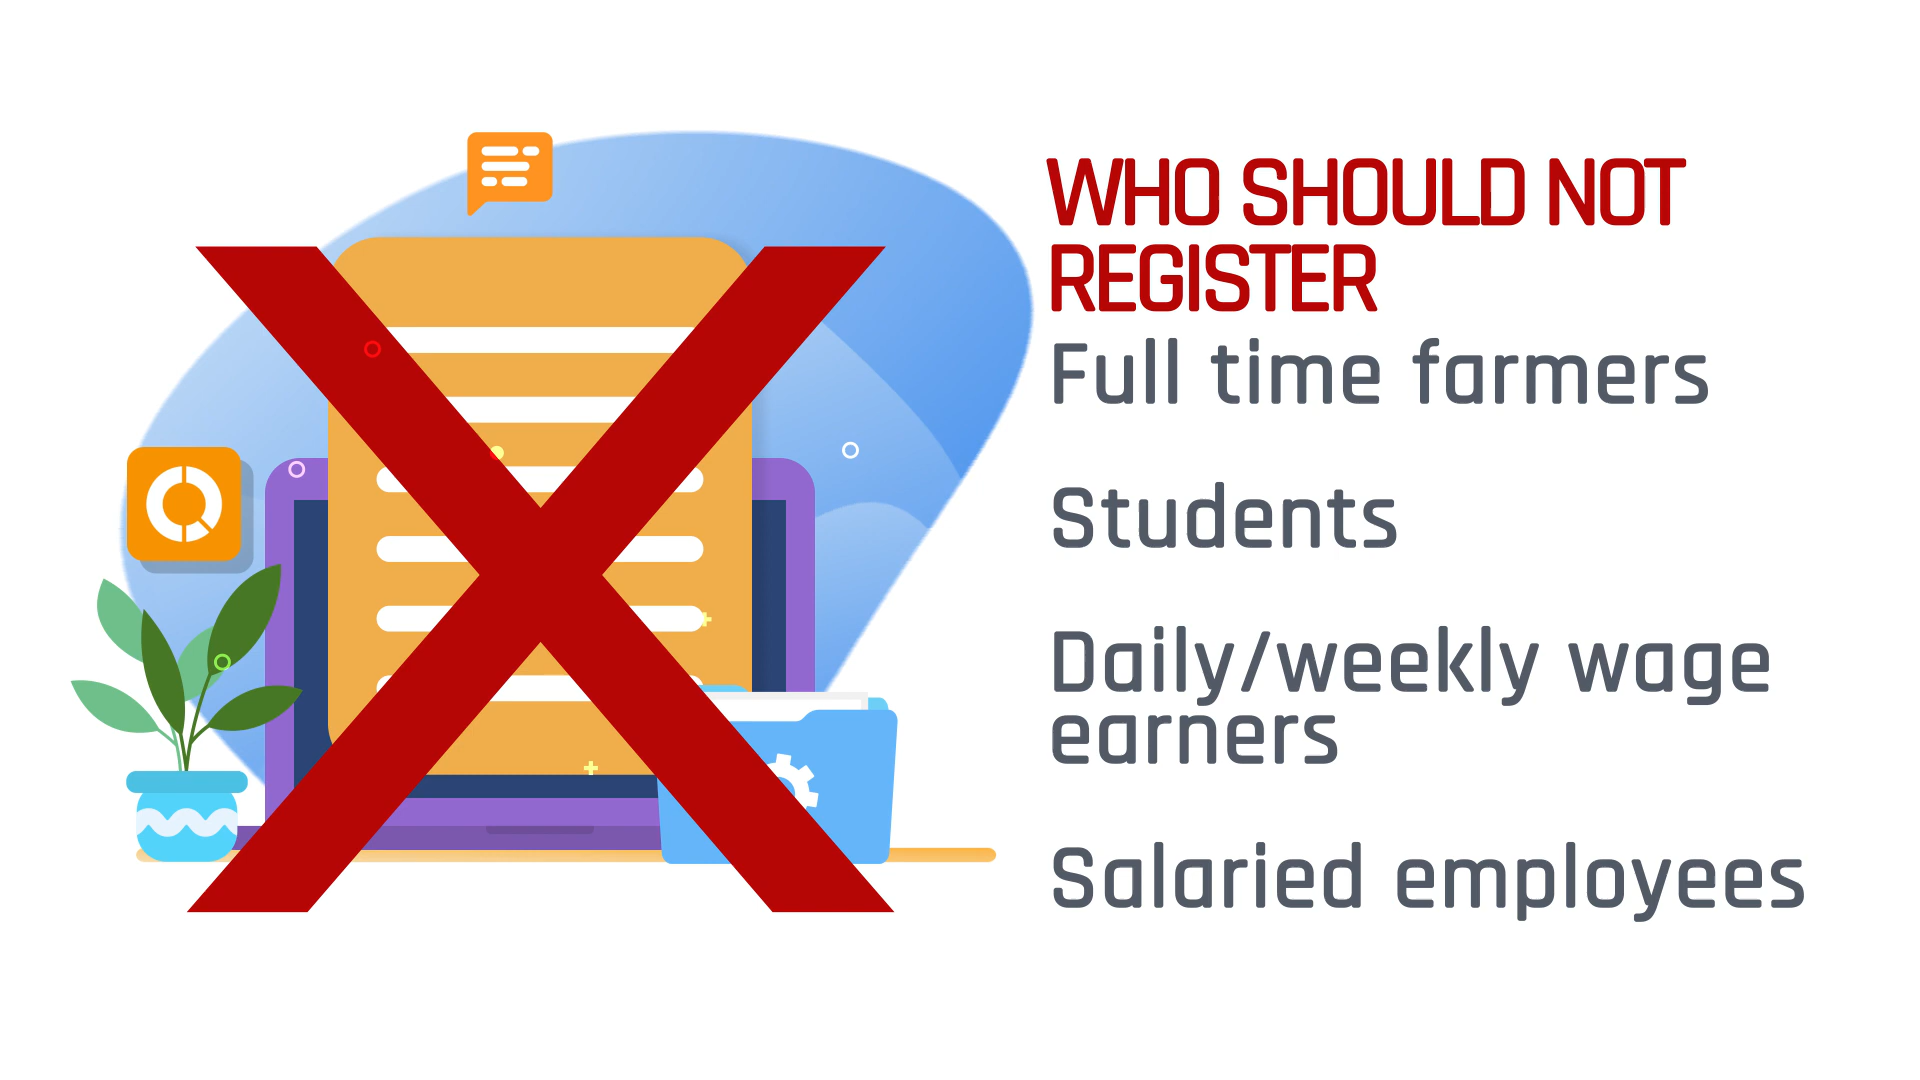 WHO SHOULD NOT
REGISTER
Full time farmers
Students
Daily/weekly wage
earners
Salaried employees